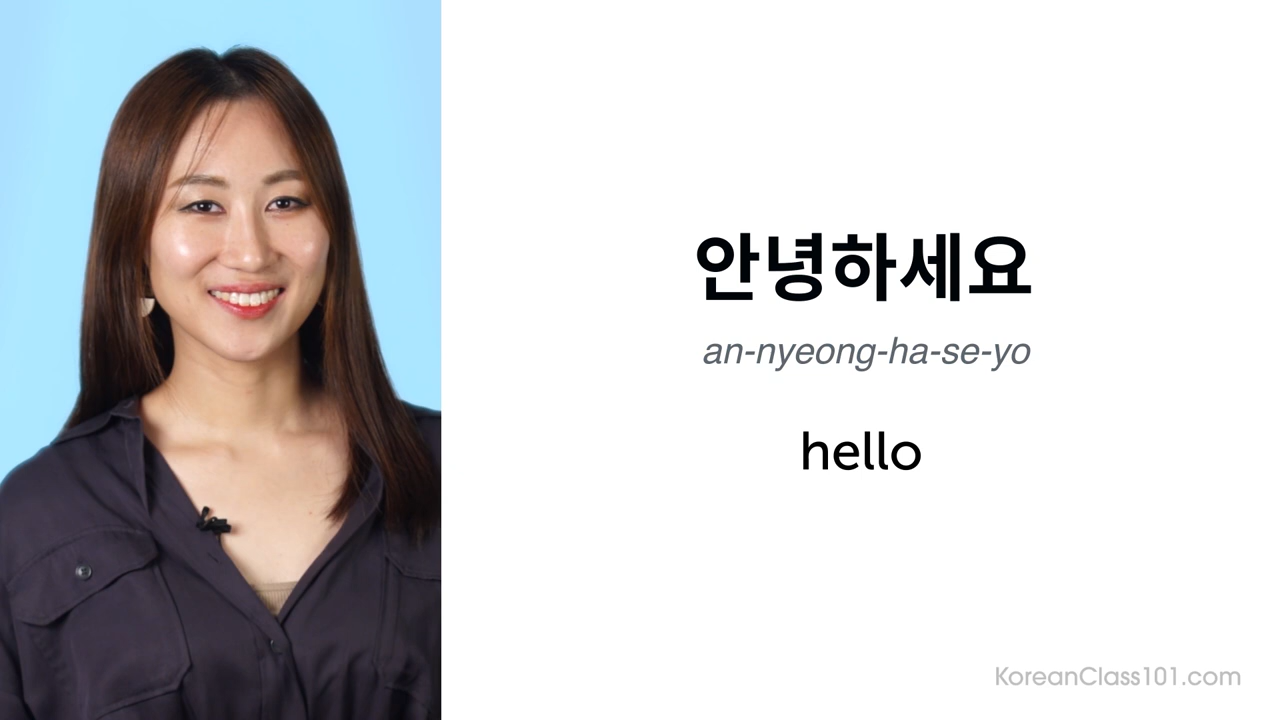 안녕하세요
an-nyeong-ha-se-yo
hello
KoreanClass101.com